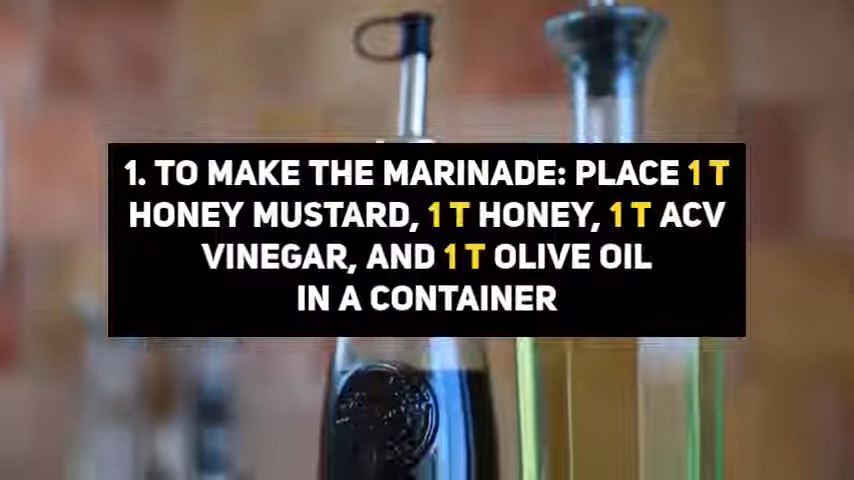 1. TO MAKE THE MARINADE: PLACE 1 T
HONEY MUSTARD, 1 T HONEY, 1 T ACV
VINEGAR, AND 1 T OLIVE OIL
IN A CONTAINER